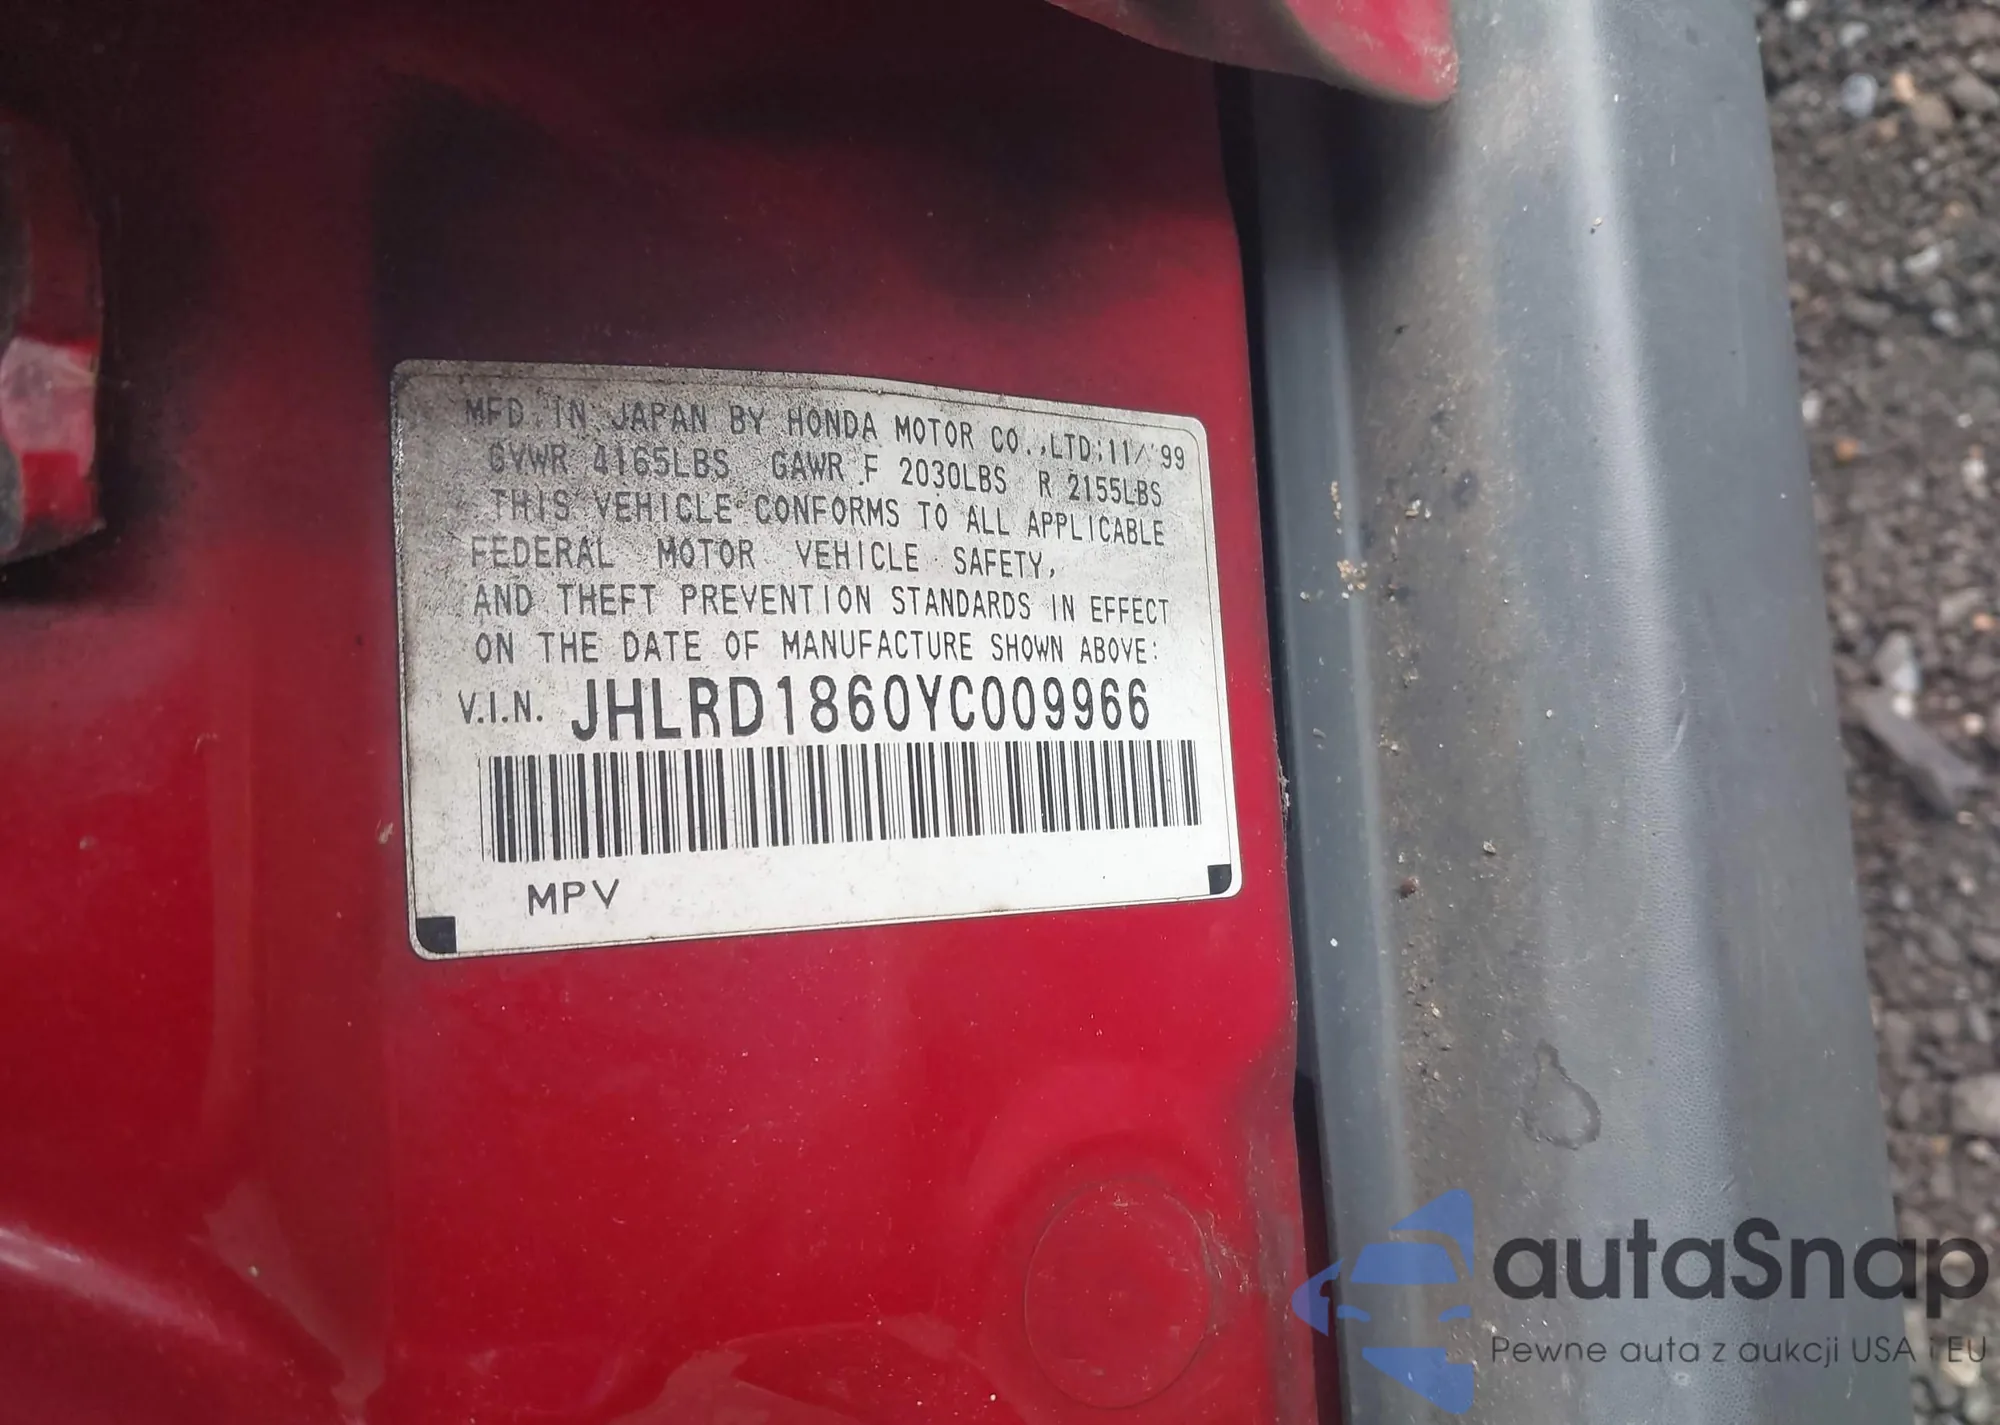 MFD. IN JAPAN BY HONDA MOTOR CO.,LTD;11/'99
GVWR 4165LBS GAWR F 2030LBS R 2155LBS
THIS VEHICLE CONFORMS TO ALL APPLICABLE
FEDERAL MOTOR VEHICLE SAFETY,
AND THEFT PREVENTION STANDARDS IN EFFECT
ON THE DATE OF MANUFACTURE SHOWN ABOVE:
V.I.N. JHLRD1860YC009966
MPV
autaSnap
Pewne auta z aukcji USA i EU